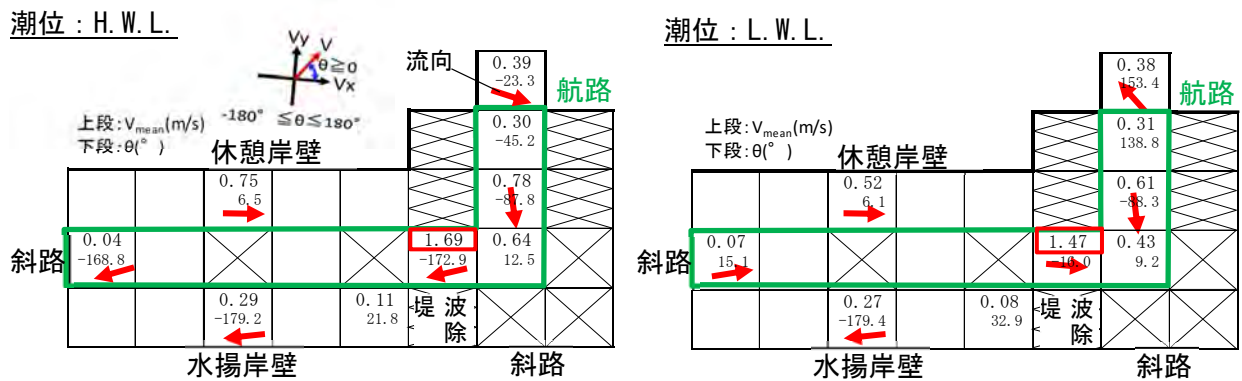 潮位：H.W.L.
Vy V
θ≧0
Vx
-180° ≦θ≦180°
上段:Vmean(m/s)
下段:θ(°)
流向
航路
休憩岸壁
0.39
-23.3
0.30
-45.2
0.75
6.5
0.78
-87.8
斜路
0.04
-168.8
1.69
-172.9
0.64
12.5
0.29
-179.2
0.11
21.8
堤 波
除
水揚岸壁
斜路
潮位：L.W.L.
上段:Vmean(m/s)
下段:θ(°)
航路
休憩岸壁
0.38
153.4
0.31
138.8
0.52
6.1
0.61
-88.3
斜路
0.07
15.1
1.47
-16.0
0.43
9.2
0.27
-179.4
0.08
32.9
堤 波
除
水揚岸壁
斜路